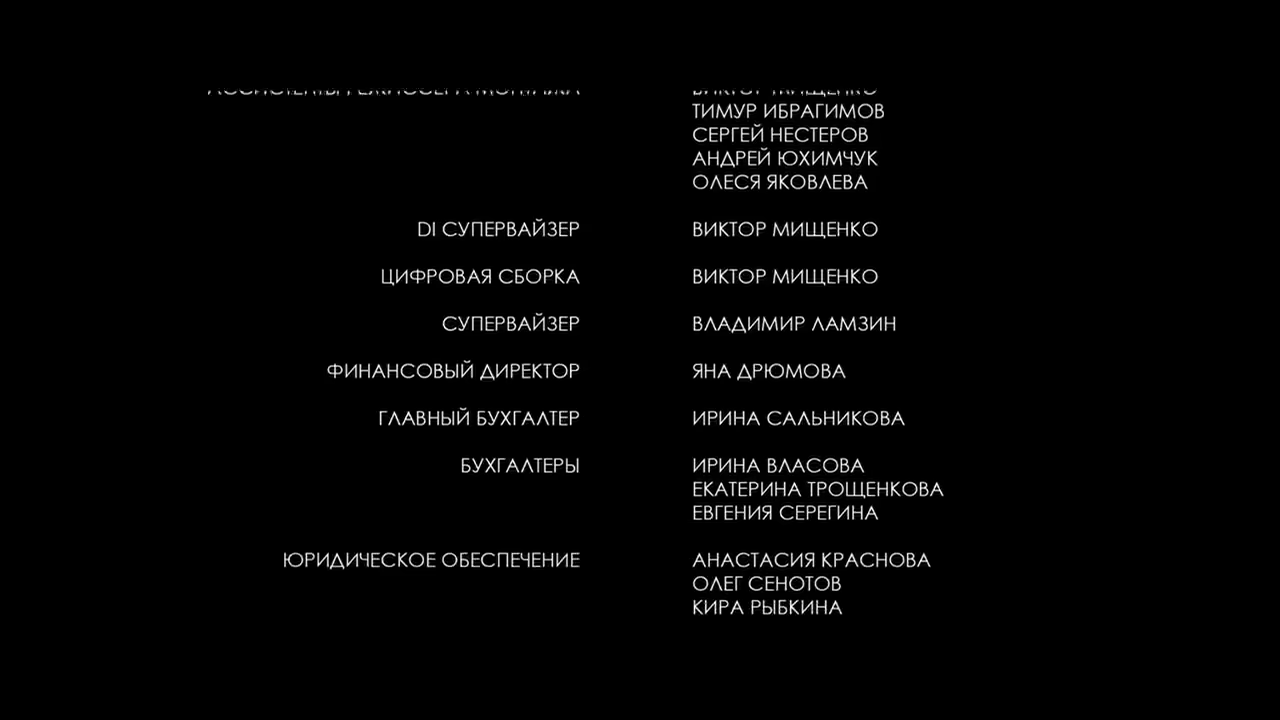 ТИМУР ИБРАГИМОВ
СЕРГЕЙ НЕСТЕРОВ
АНДРЕЙ ЮХИМЧУК
ОЛЕСЯ ЯКОВЛЕВА
DI СУПЕРВАЙЗЕР ВИКТОР МИЩЕНКО
ЦИФРОВАЯ СБОРКА ВИКТОР МИЩЕНКО
СУПЕРВАЙЗЕР ВЛАДИМИР ЛАМЗИН
ФИНАНСОВЫЙ ДИРЕКТОР ЯНА ДРЮМОВА
ГЛАВНЫЙ БУХГАЛТЕР ИРИНА САЛЬНИКОВА
БУХГАЛТЕРЫ ИРИНА ВЛАСОВА
ЕКАТЕРИНА ТРОЩЕНКОВА
ЕВГЕНИЯ СЕРЕГИНА
ЮРИДИЧЕСКОЕ ОБЕСПЕЧЕНИЕ АНАСТАСИЯ КРАСНОВА
ОЛЕГ СЕНОТОВ
КИРА РЫБКИНА